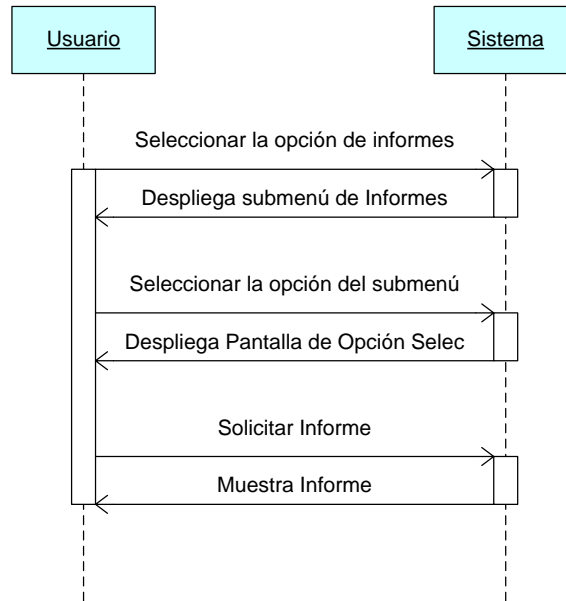 Usuario
Sistema
Seleccionar la opción de informes
Despliega submenú de Informes
Seleccionar la opción del submenú
Despliega Pantalla de Opción Selec
Solicitar Informe
Muestra Informe